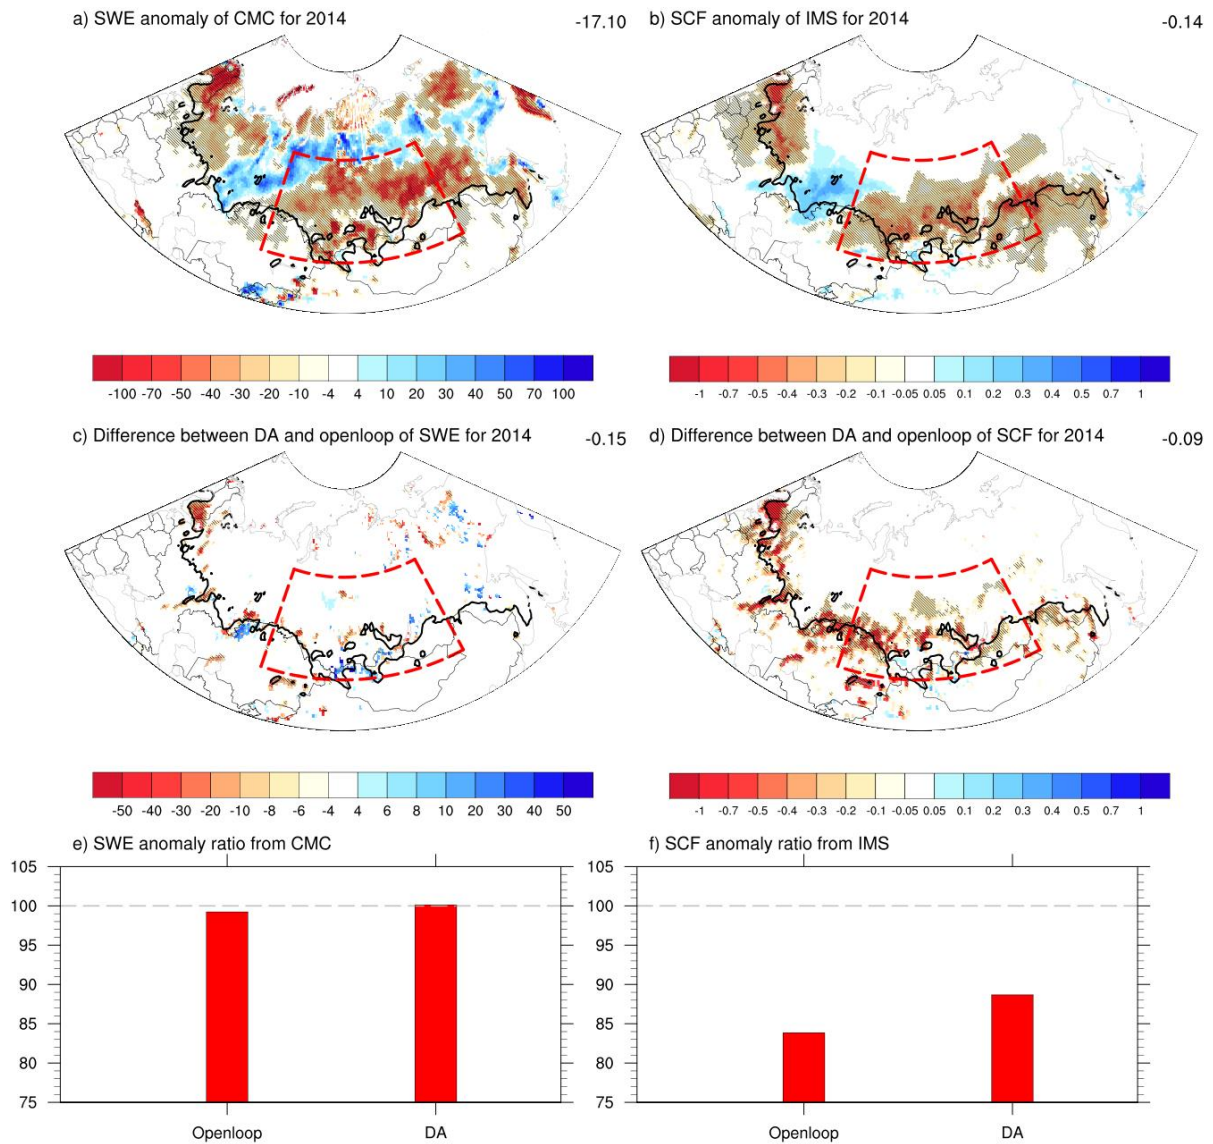 a) SWE anomaly of CMC for 2014 -17.10
b) SCF anomaly of IMS for 2014 -0.14
-100 -70 -50 -40 -30 -20 -10 -4 4 10 20 30 40 50 70 100
-1 -0.7 -0.5 -0.4 -0.3 -0.2 -0.1 -0.05 0.05 0.1 0.2 0.3 0.4 0.5 0.7 1
c) Difference between DA and openloop of SWE for 2014 -0.15
d) Difference between DA and openloop of SCF for 2014 -0.09
-50 -40 -30 -20 -10 -8 -6 -4 4 6 8 10 20 30 40 50
-1 -0.7 -0.5 -0.4 -0.3 -0.2 -0.1 -0.05 0.05 0.1 0.2 0.3 0.4 0.5 0.7 1
e) SWE anomaly ratio from CMC
105
100
95
90
85
80
75
Openloop DA
f) SCF anomaly ratio from IMS
105
100
95
90
85
80
75
Openloop DA